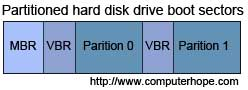 Partitioned hard disk drive boot sectors
MBR VBR Parition 0 VBR Parition 1
http://www.computerhope.com